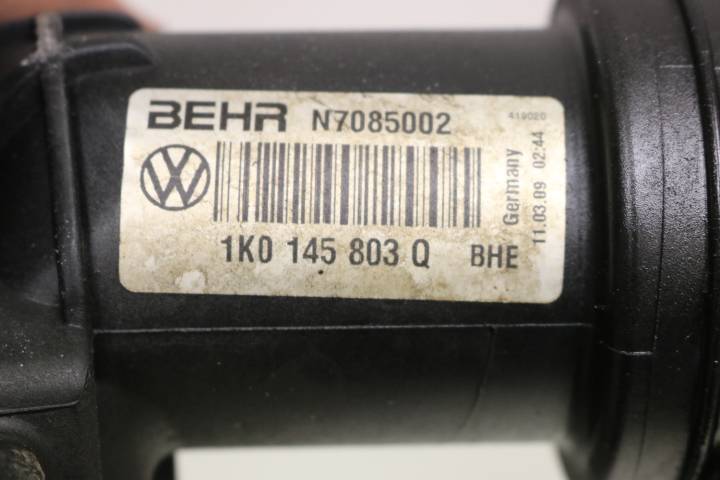 BEHR N7085002
419020
1K0 145 803 Q BHE
Germany
11.03.09 02:44